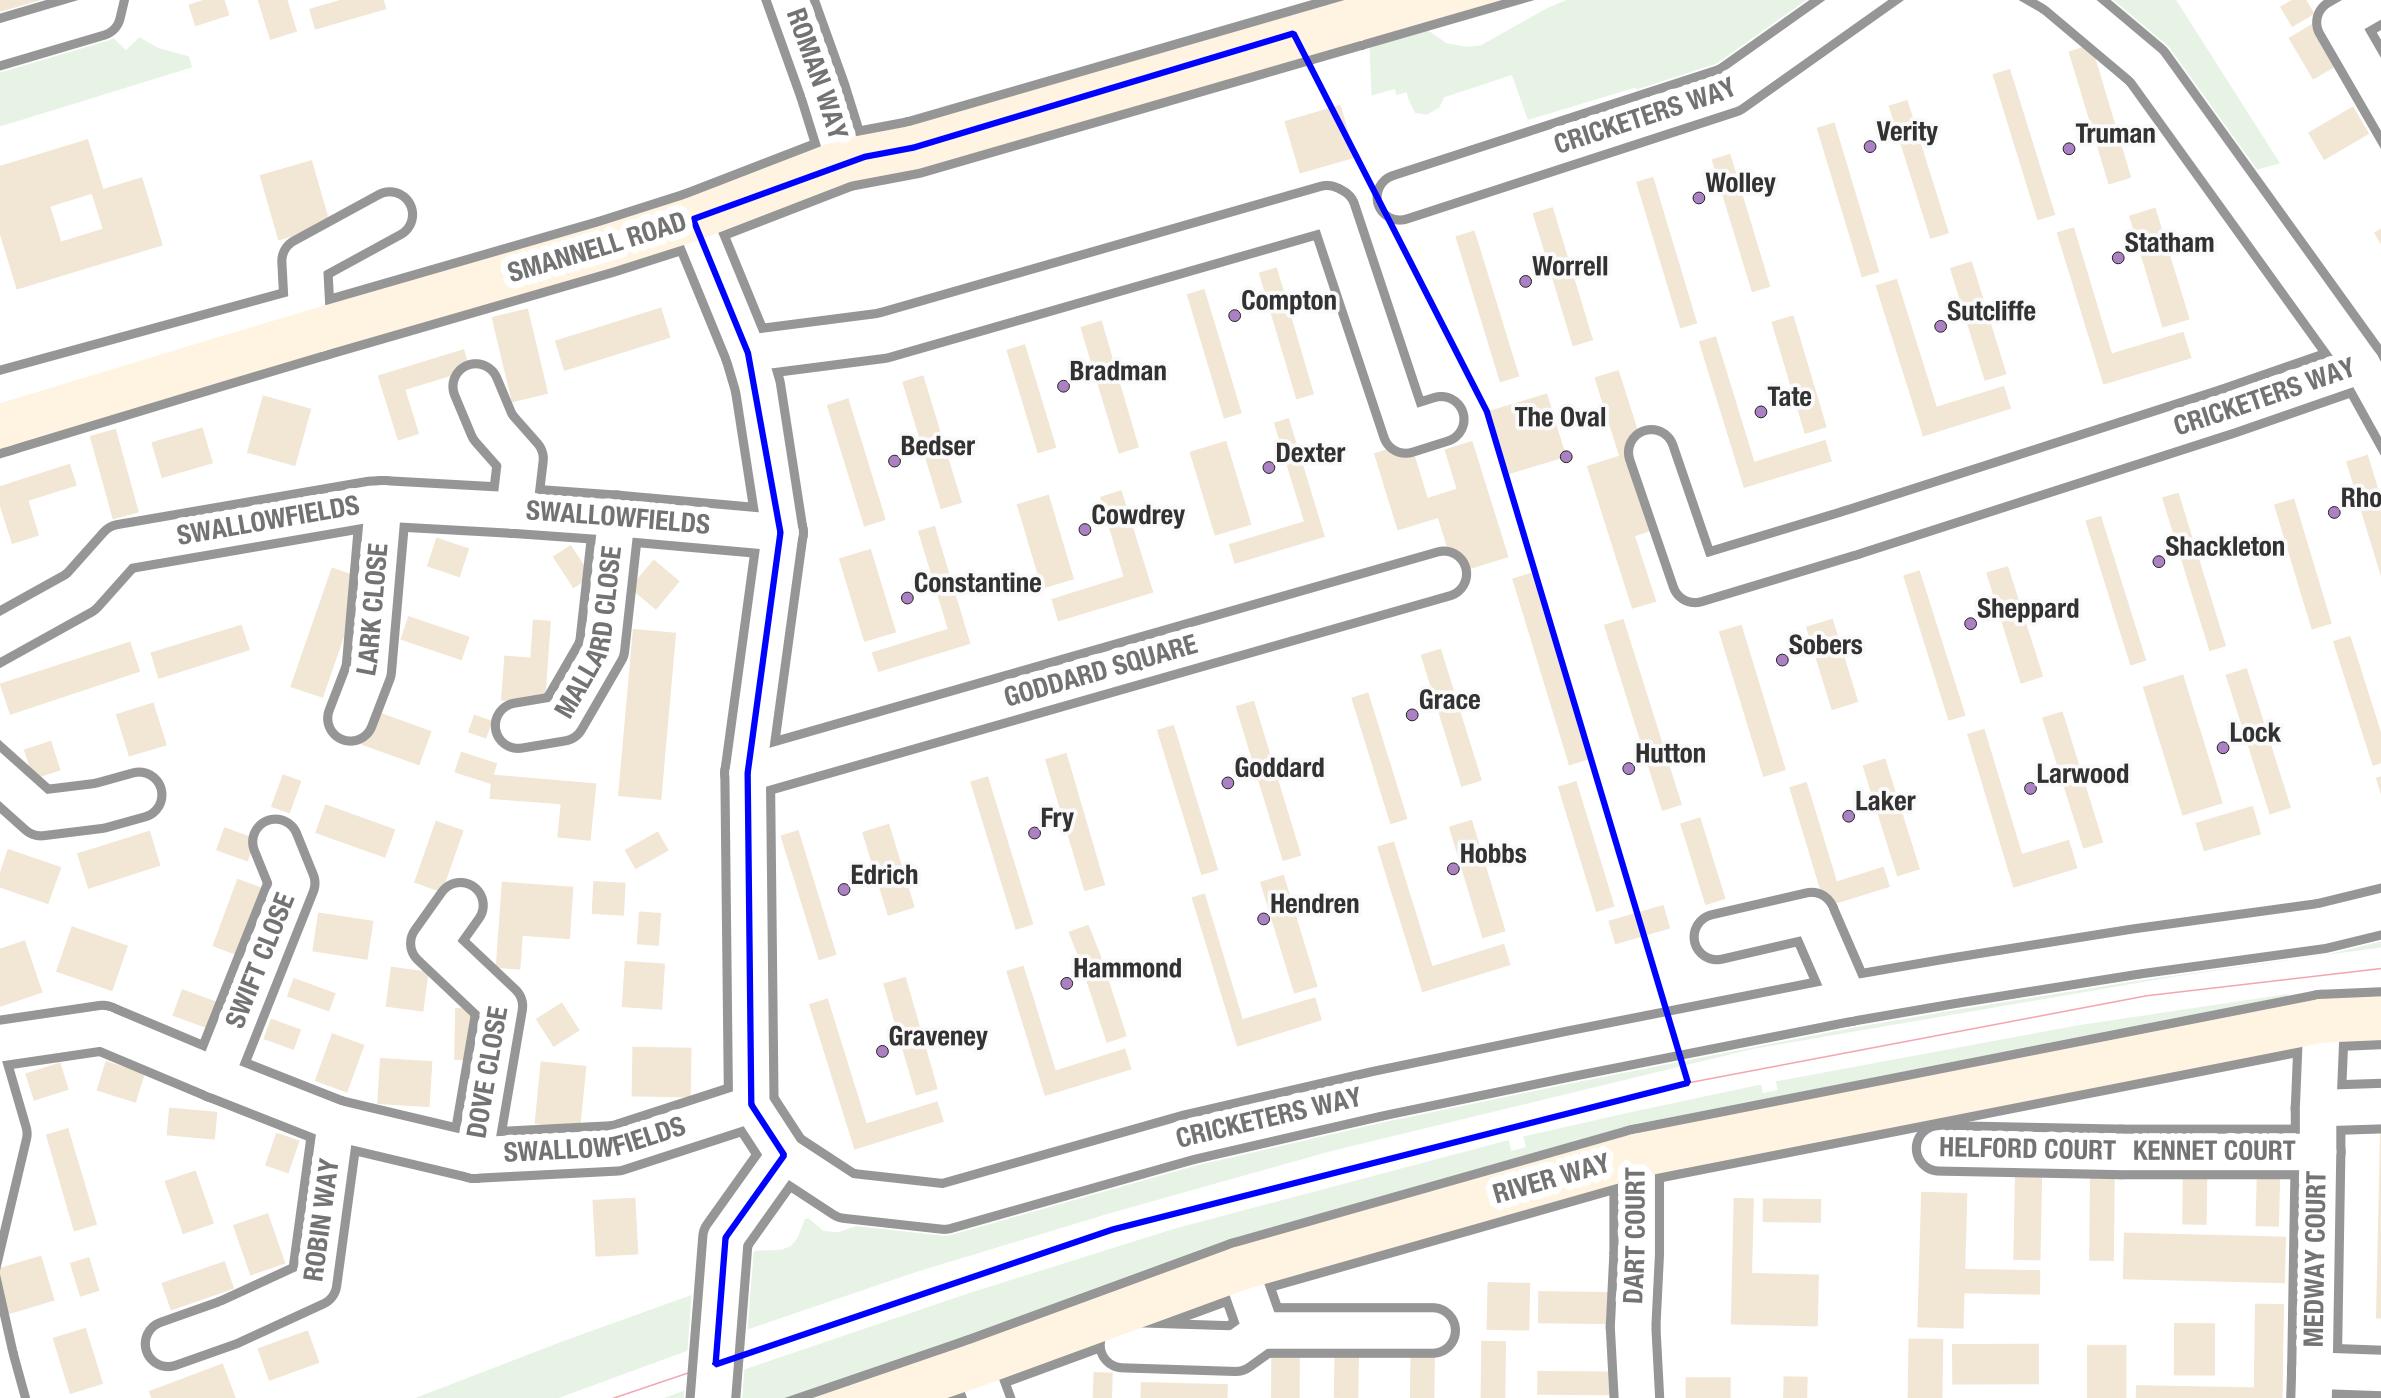 ROMAN WAY
CRICKETERS WAY
Verity
Truman
Wolley
SMANNELL ROAD
Statham
Worrell
Compton
Sutcliffe
Bradman
Tate
CRICKETERS WAY
The Oval
Bedser
Dexter
Rho
SWALLOWFIELDS
SWALLOWFIELDS
Cowdrey
Shackleton
LARK CLOSE
MALLARD CLOSE
Constantine
Sheppard
GODDARD SQUARE
Sobers
Grace
Lock
Goddard
Hutton
Larwood
Fry
Laker
Edrich
Hobbs
Hendren
SWIFT CLOSE
Hammond
Graveney
DOVE CLOSE
CRICKETERS WAY
SWALLOWFIELDS
HELFORD COURT
KENNET COURT
RIVER WAY
ROBIN WAY
DART COURT
MEDWAY COURT